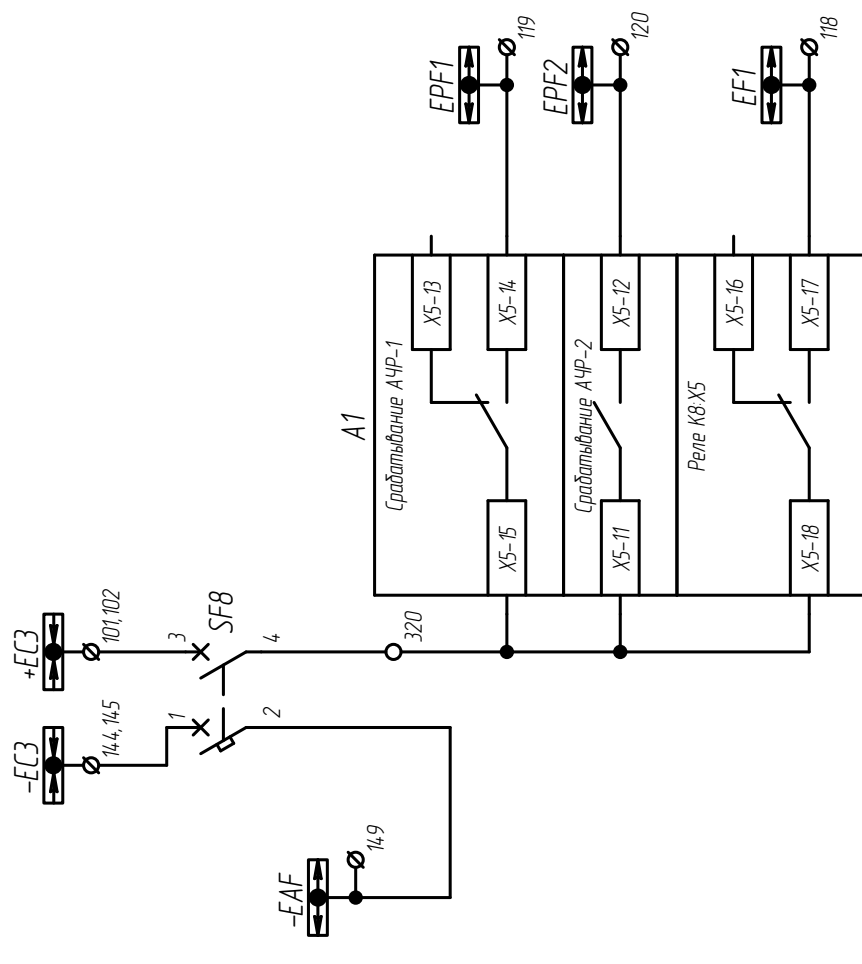 EPF1
119
EPF2
120
EF1
118
A1
Срабатывание АЧР-1
X5-13
X5-14
X5-15
Срабатывание АЧР-2
X5-12
X5-11
Реле K8:X5
X5-16
X5-17
X5-18
+EC3
101,102
3
SF8
4
320
-EC3
144,145
1
2
-EAF
149